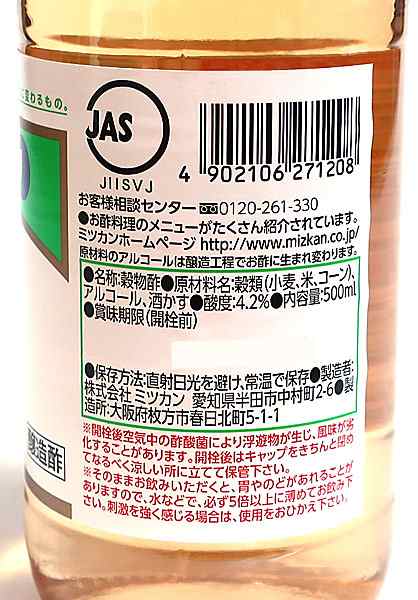 に変わるもの。
JAS
JIISVJ
4 902106 271208
お客様相談センター 0120-261-330
●お酢料理のメニューがたくさん紹介されています。
ミツカンホームページ http://www.mizkan.co.jp/
原材料のアルコールは醸造工程でお酢に生まれ変わります。
●名称:穀物酢●原材料名:穀類(小麦、米、コーン)、
アルコール、酒かす●酸度:4.2%●内容量:500ml
●賞味期限(開栓前)
●保存方法:直射日光を避け、常温で保存●製造者:
株式会社 ミツカン 愛知県半田市中村町2-6●製
造所:大阪府枚方市春日北町5-1-1
醸造酢
※開栓後空気中の酢酸菌により浮遊物が生じ、風味が劣
化することがあります。開栓後はキャップをきちんと閉め
てなるべく涼しい所に立てて保管下さい。
※そのままお飲みいただくと、胃やのどがあれることが
ありますので、水などで、必ず5倍以上に薄めてお飲み下
さい。刺激を強く感じる場合は、使用をおひかえ下さい。